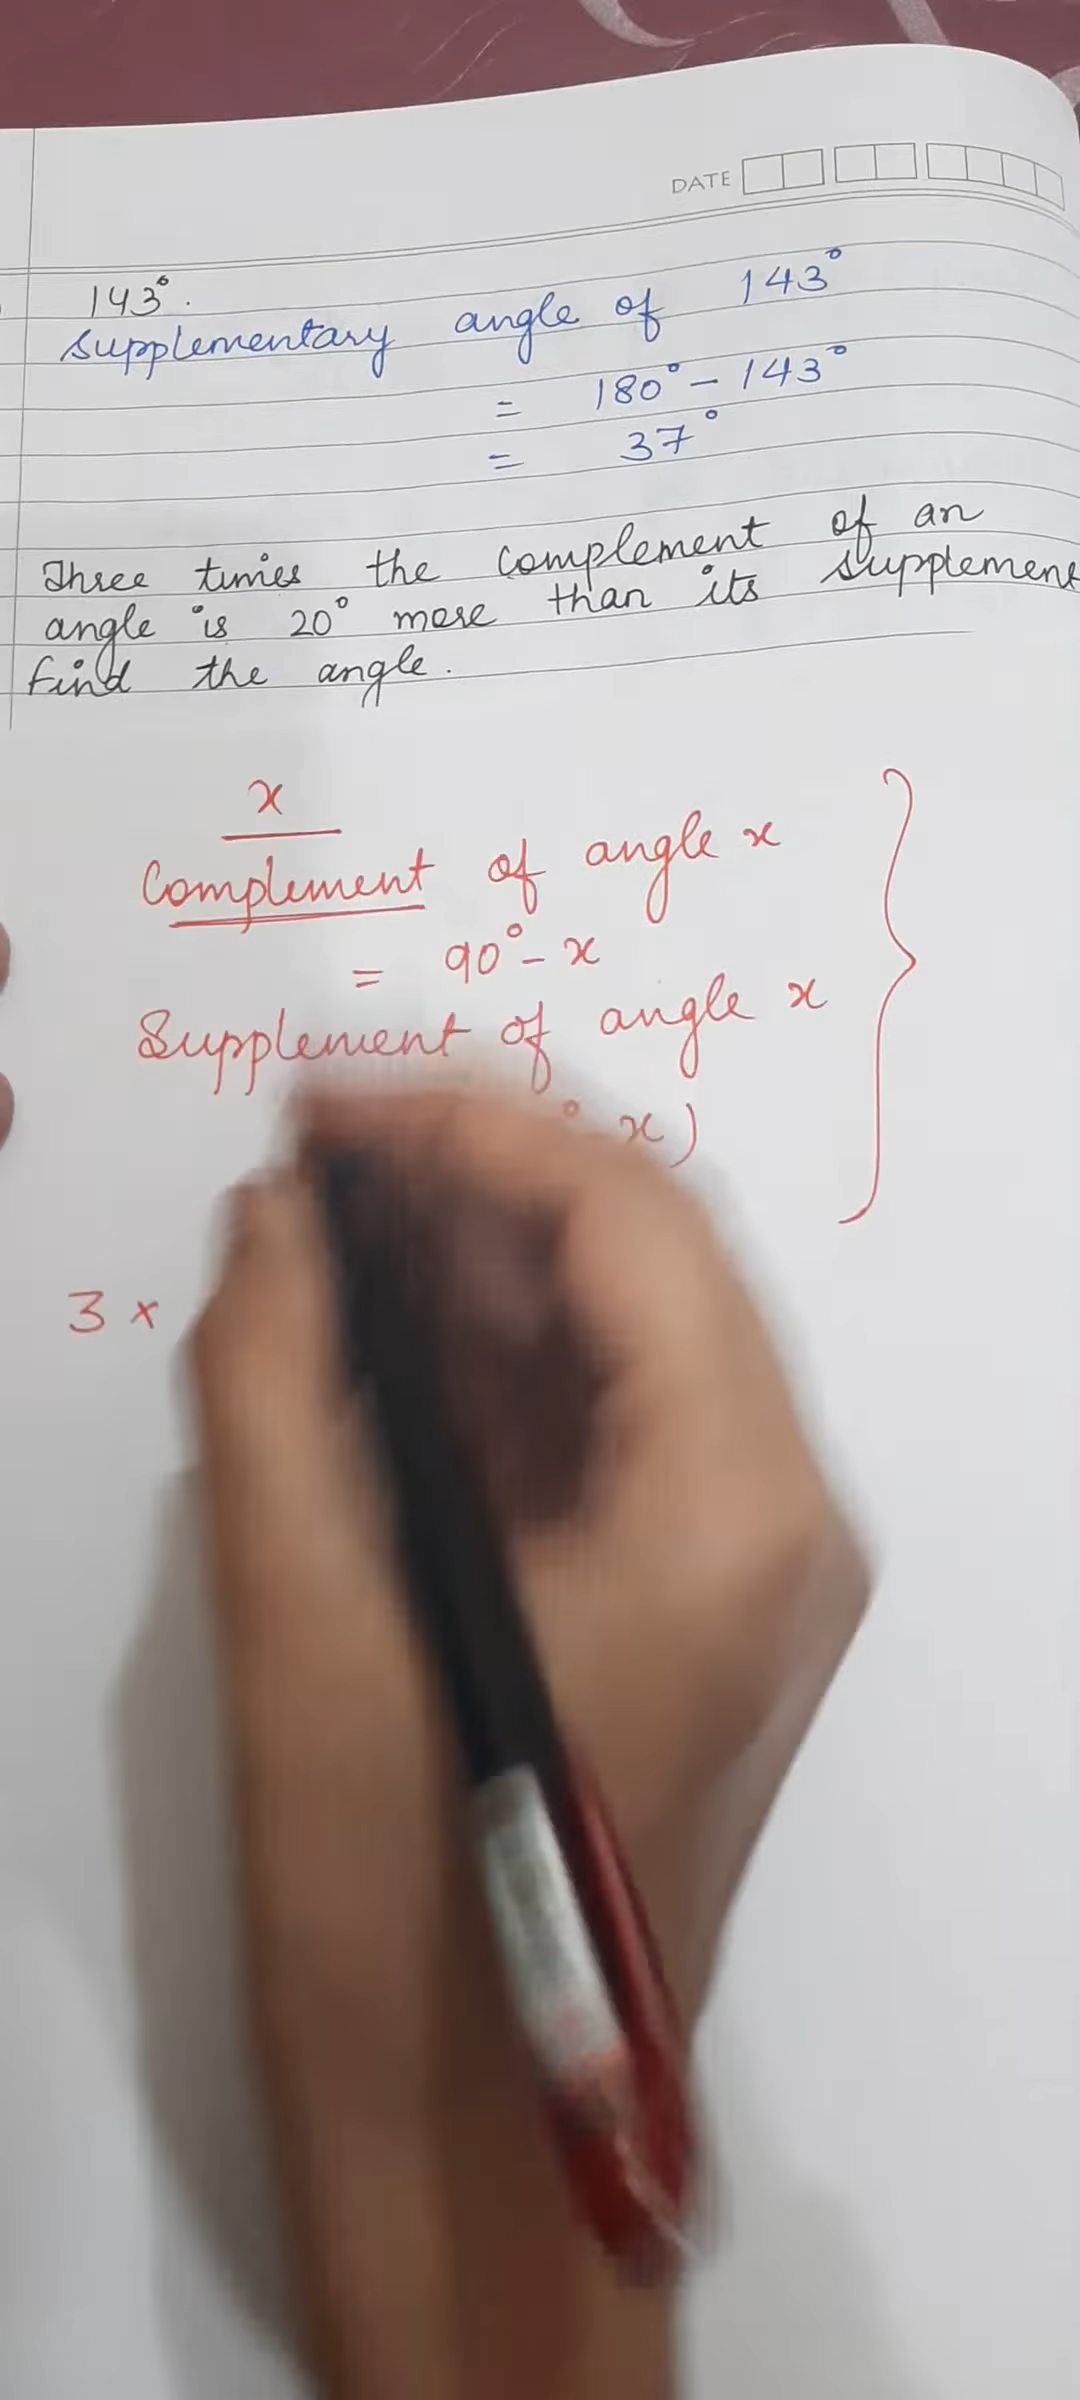 DATE
143°.
Supplementary angle of 143°
= 180° - 143°
= 37°
Three times the complement of an
angle is 20° more than its supplement
find the angle.
x
Complement of angle x
= 90° - x
Supplement of angle x
° x)
3 ×